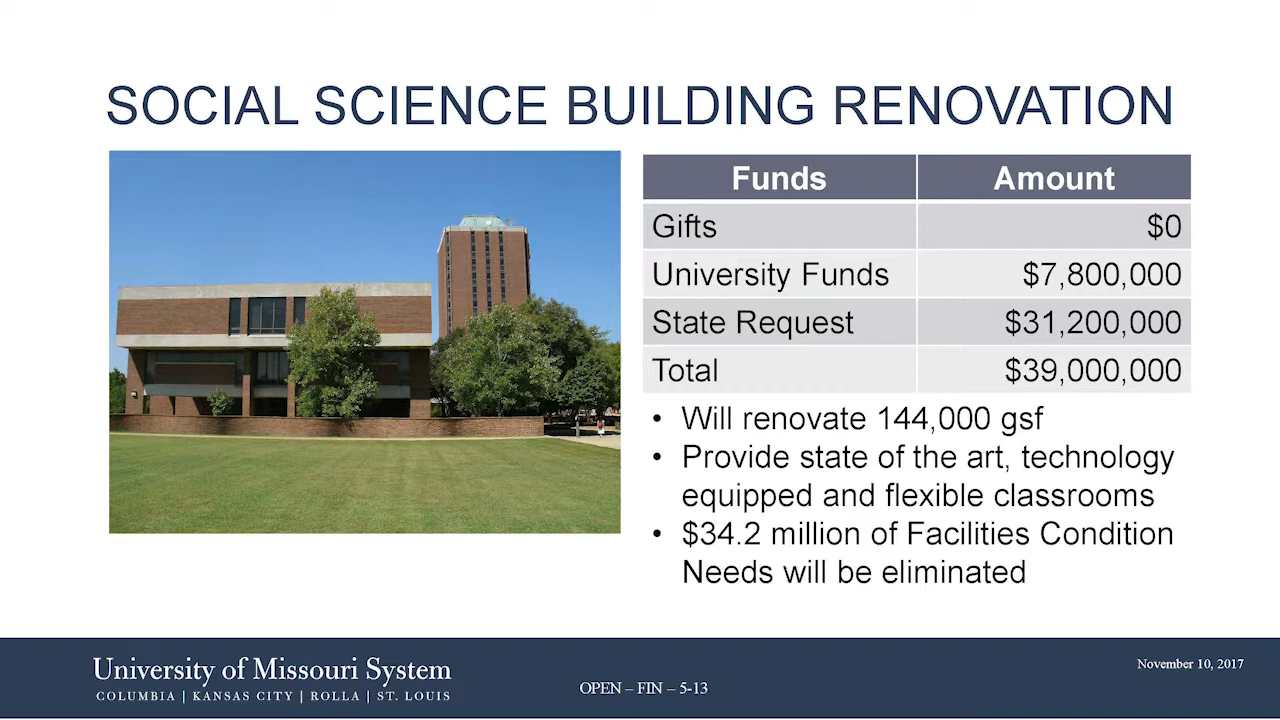 SOCIAL SCIENCE BUILDING RENOVATION
Funds Amount
Gifts $0
University Funds $7,800,000
State Request $31,200,000
Total $39,000,000
• Will renovate 144,000 gsf
• Provide state of the art, technology
equipped and flexible classrooms
• $34.2 million of Facilities Condition
Needs will be eliminated
University of Missouri System
COLUMBIA | KANSAS CITY | ROLLA | ST. LOUIS
OPEN – FIN – 5-13
November 10, 2017